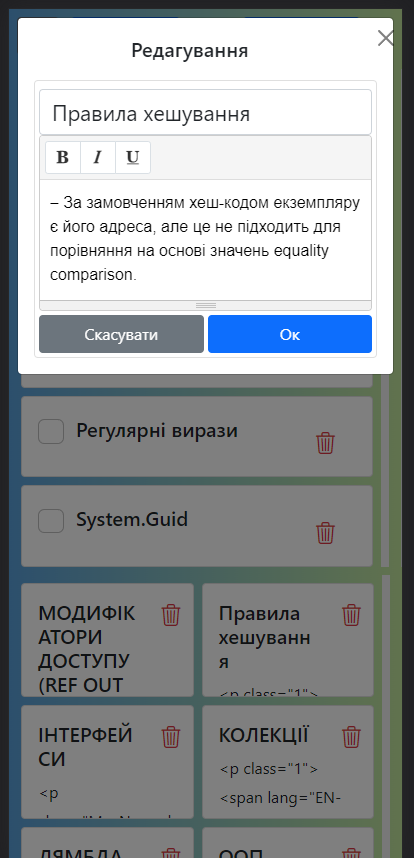 Редагування
Правила хешування
B I U
– За замовченням хеш-кодом екземпляру
є його адреса, але це не підходить для
порівняння на основі значень equality
comparison.
Скасувати
Ок
Регулярні вирази
System.Guid
МОДИФІК
АТОРИ
ДОСТУПУ
(REF OUT
Правила
хешуванн
я
<p class="1">
ІНТЕРФЕЙ
СИ
<p
КОЛЕКЦІЇ
<p class="1">
<span lang="EN-
ЛЯМБДА
ООП